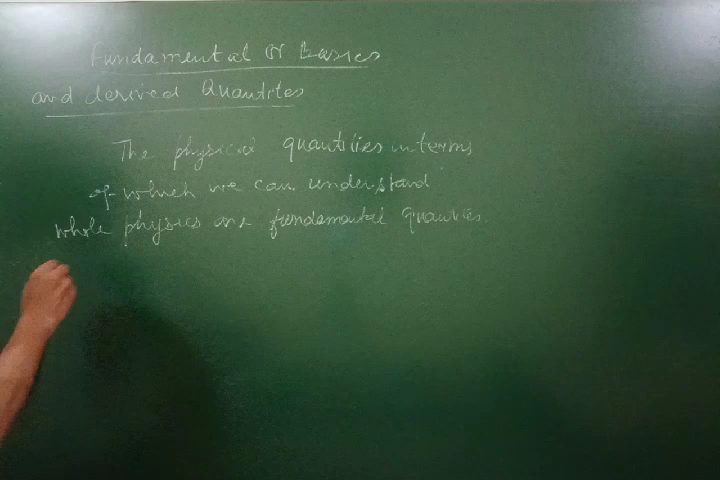 Fundamental or Basics
and derived Quantites
The physical quantities in terms
of which we can understand
whole physics are fundamental quantities.